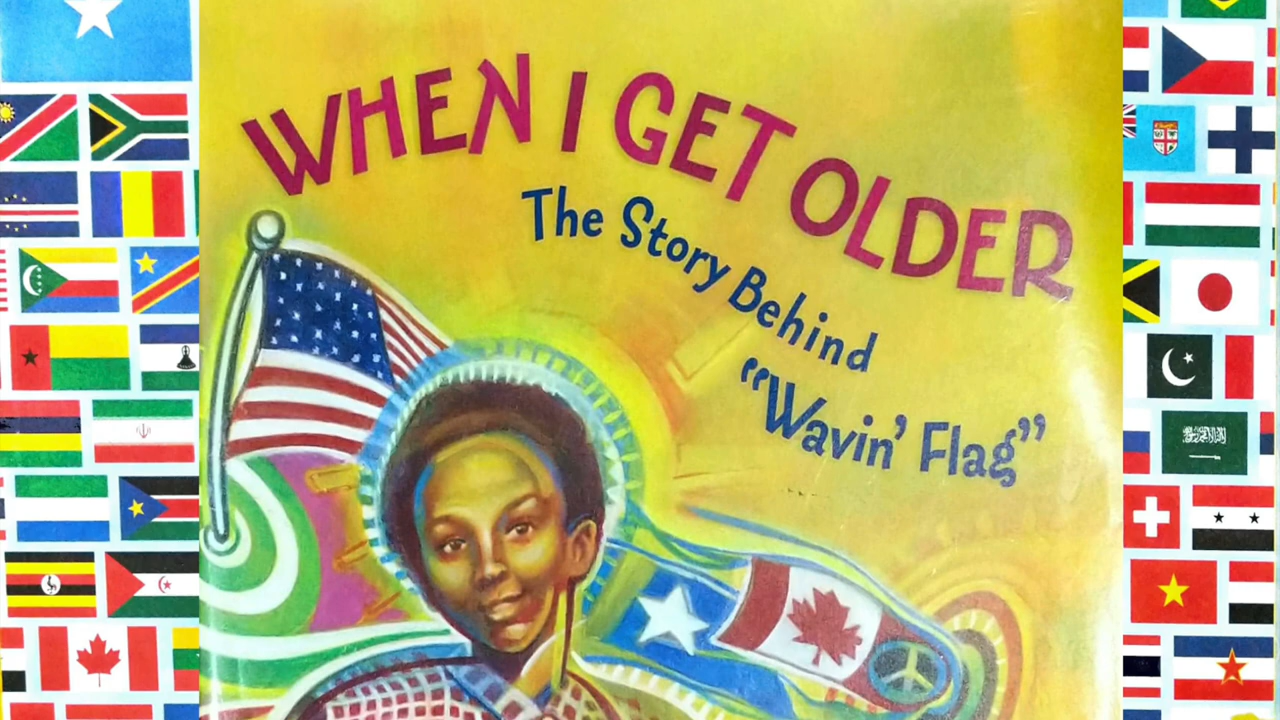 WHEN I GET OLDER
The Story Behind
"Wavin' Flag"